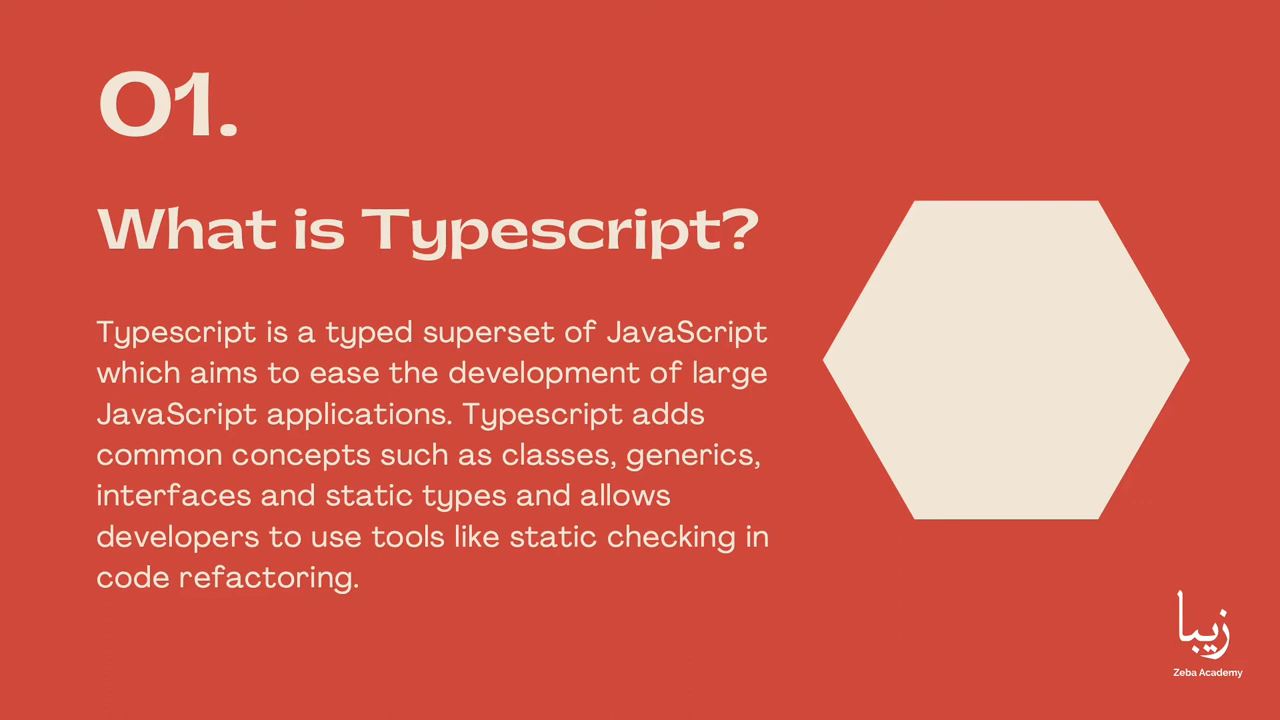 01.
What is Typescript?
Typescript is a typed superset of JavaScript
which aims to ease the development of large
JavaScript applications. Typescript adds
common concepts such as classes, generics,
interfaces and static types and allows
developers to use tools like static checking in
code refactoring.
زيبا
Zeba Academy